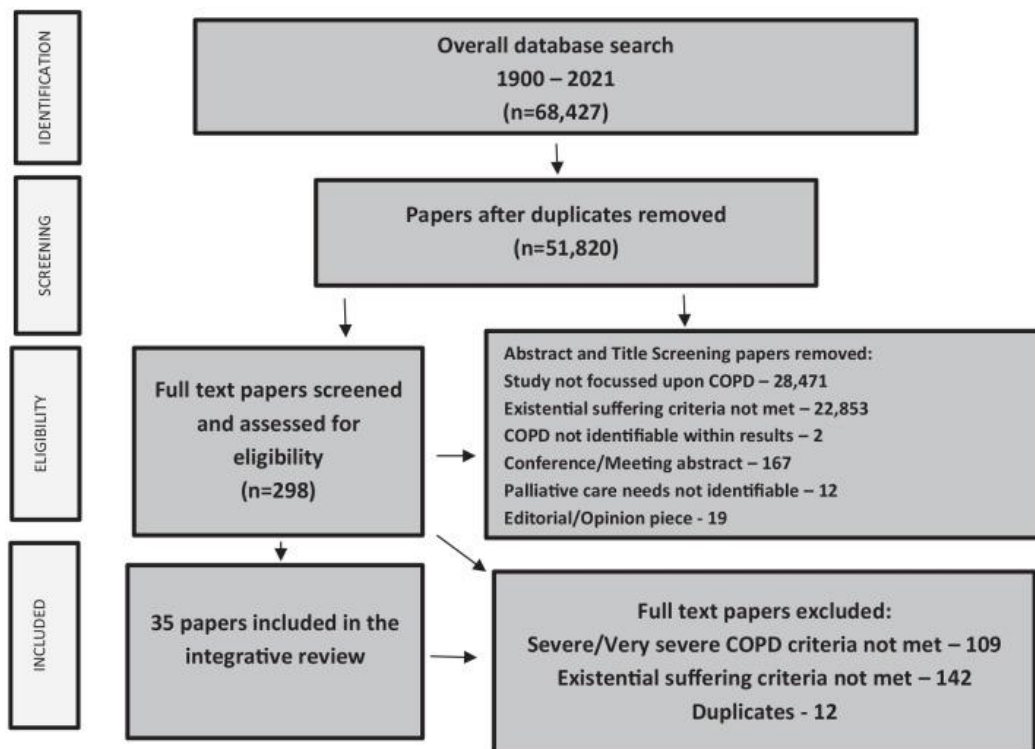 IDENTIFICATION
Overall database search
1900 – 2021
(n=68,427)
SCREENING
Papers after duplicates removed
(n=51,820)
ELIGIBILITY
Full text papers screened
and assessed for
eligibility
(n=298)
Abstract and Title Screening papers removed:
Study not focussed upon COPD – 28,471
Existential suffering criteria not met – 22,853
COPD not identifiable within results – 2
Conference/Meeting abstract – 167
Palliative care needs not identifiable – 12
Editorial/Opinion piece - 19
INCLUDED
35 papers included in the
integrative review
Full text papers excluded:
Severe/Very severe COPD criteria not met – 109
Existential suffering criteria not met – 142
Duplicates - 12